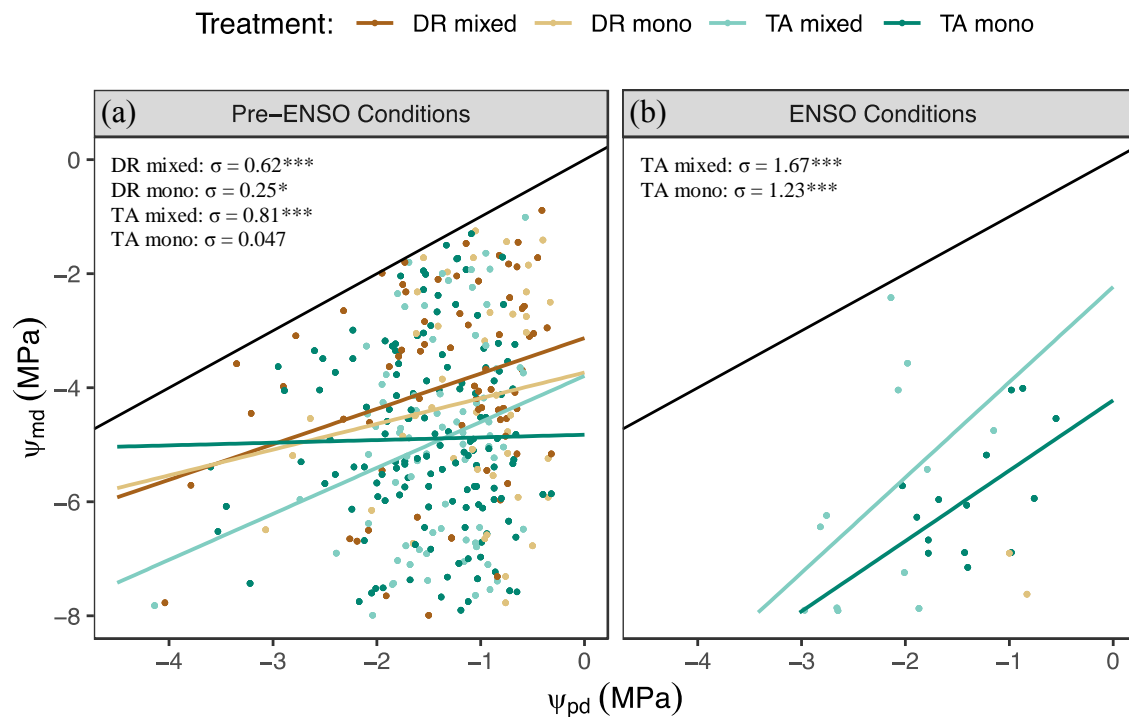 Treatment: DR mixed DR mono TA mixed TA mono
(a) Pre−ENSO Conditions
(b) ENSO Conditions
DR mixed: σ = 0.62***
DR mono: σ = 0.25*
TA mixed: σ = 0.81***
TA mono: σ = 0.047
TA mixed: σ = 1.67***
TA mono: σ = 1.23***
0
−2
−4
−6
−8
Ψmd (MPa)
−4 −3 −2 −1 0
−4 −3 −2 −1 0
Ψpd (MPa)